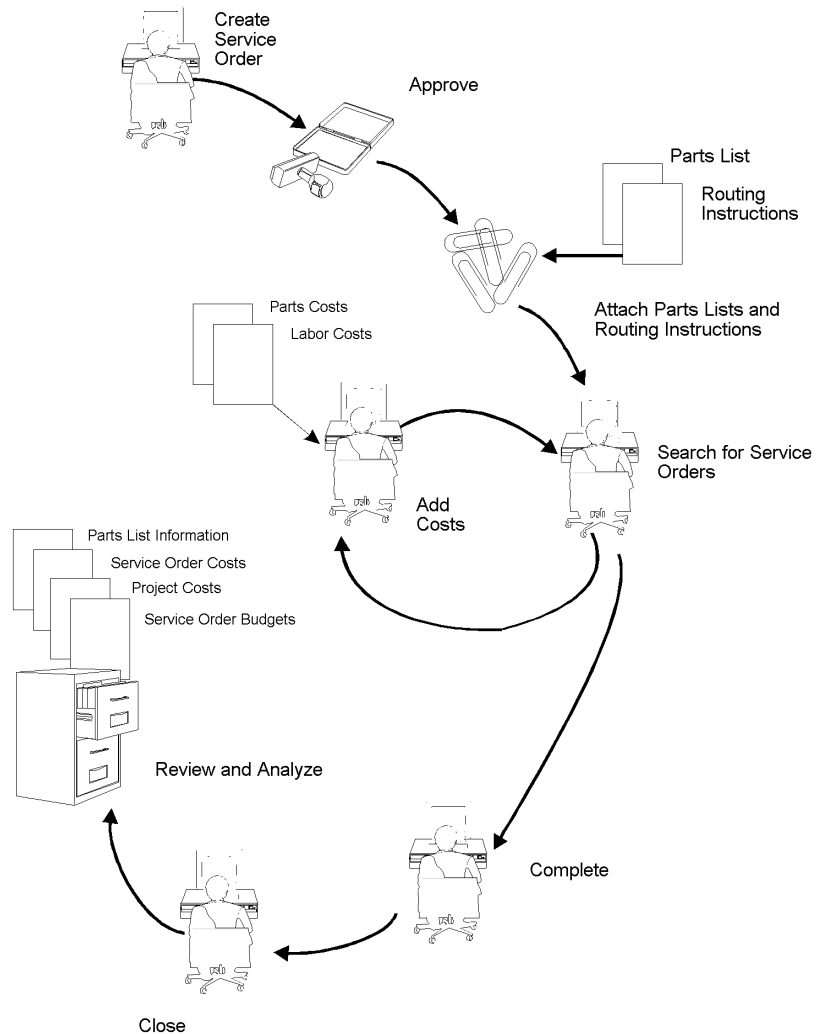 Create
Service
Order
Approve
Parts List
Routing
Instructions
Attach Parts Lists and
Routing Instructions
Parts Costs
Labor Costs
Search for Service
Orders
Add
Costs
Parts List Information
Service Order Costs
Project Costs
Service Order Budgets
Review and Analyze
Complete
Close